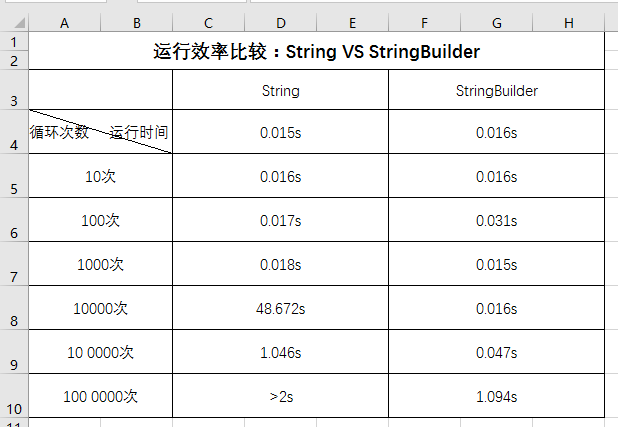 A B C D E F G H
1 运行效率比较：String VS StringBuilder
2
3 String StringBuilder
4 循环次数 运行时间 0.015s 0.016s
5 10次 0.016s 0.016s
6 100次 0.017s 0.031s
7 1000次 0.018s 0.015s
8 10000次 48.672s 0.016s
9 10 0000次 1.046s 0.047s
10 100 0000次 >2s 1.094s